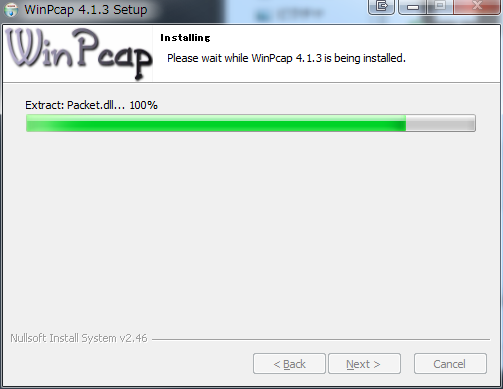 WinPcap 4.1.3 Setup
WinPcap
Installing
Please wait while WinPcap 4.1.3 is being installed.
Extract: Packet.dll... 100%
Nullsoft Install System v2.46
< Back
Next >
Cancel